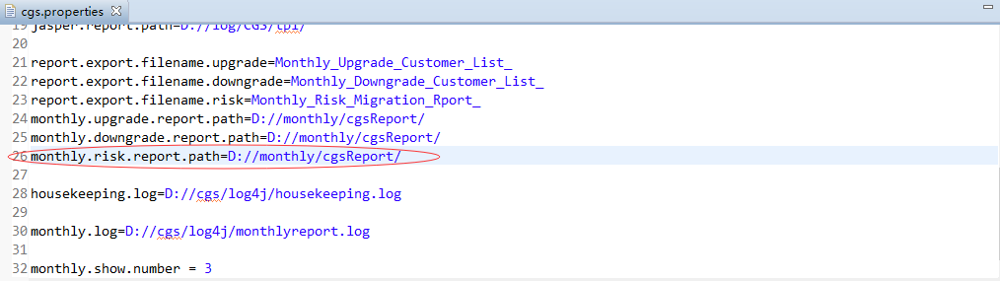 cgs.properties
19 jasper.report.path=D://log/CGS/tpl/
20
21 report.export.filename.upgrade=Monthly_Upgrade_Customer_List_
22 report.export.filename.downgrade=Monthly_Downgrade_Customer_List_
23 report.export.filename.risk=Monthly_Risk_Migration_Rport_
24 monthly.upgrade.report.path=D://monthly/cgsReport/
25 monthly.downgrade.report.path=D://monthly/cgsReport/
26 monthly.risk.report.path=D://monthly/cgsReport/
27
28 housekeeping.log=D://cgs/log4j/housekeeping.log
29
30 monthly.log=D://cgs/log4j/monthlyreport.log
31
32 monthly.show.number = 3